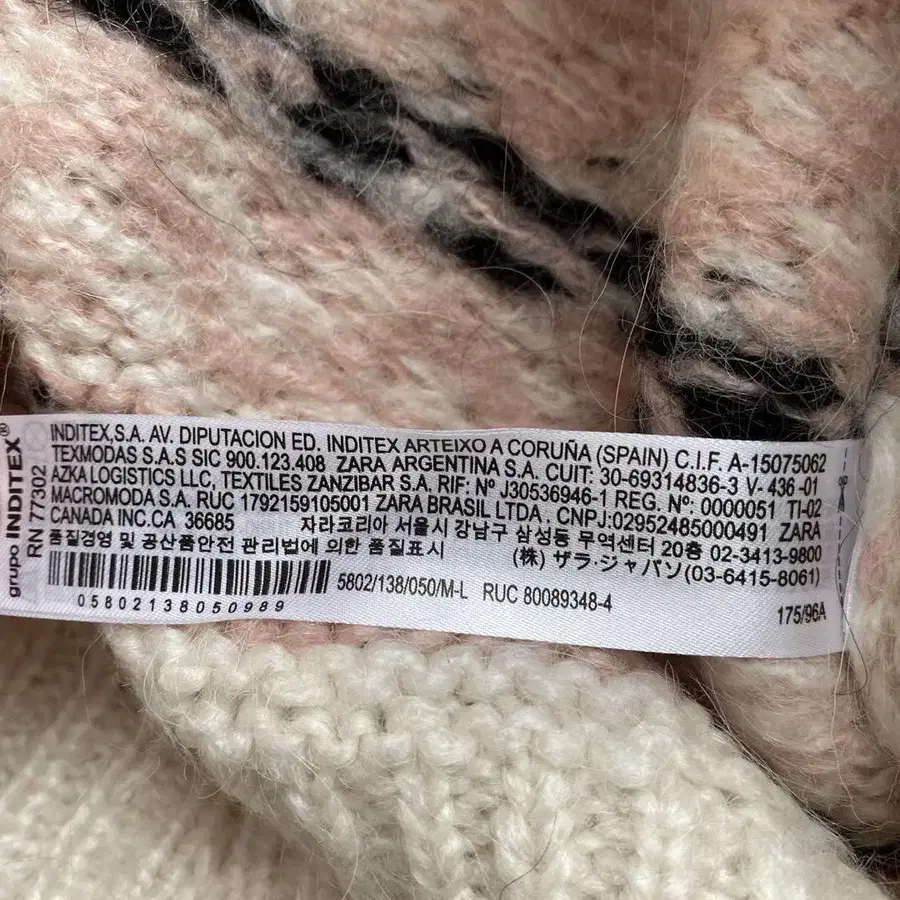 grupo INDITEX®
RN 77302
INDITEX,S.A. AV. DIPUTACION ED. INDITEX ARTEIXO A CORUÑA (SPAIN) C.I.F. A-15075062
TEXMODAS S.A.S SIC 900.123.408 ZARA ARGENTINA S.A. CUIT: 30-69314836-3 V- 436 -01
AZKA LOGISTICS LLC, TEXTILES ZANZIBAR S.A. RIF: Nº J30536946-1 REG. Nº: 0000051 TI-02
MACROMODA S.A. RUC 1792159105001 ZARA BRASIL LTDA , CNPJ:02952485000491 ZARA
CANADA INC.CA 36685 자라코리아 서울시 강남구 삼성동 무역센터 20층 02-3413-9800
품질경영 및 공산품안전 관리법에 의한 품질표시 (株) ザラ・ジャパン(03-6415-8061)
5802/138/050/M-L RUC 80089348-4
05802138050989
175/96A